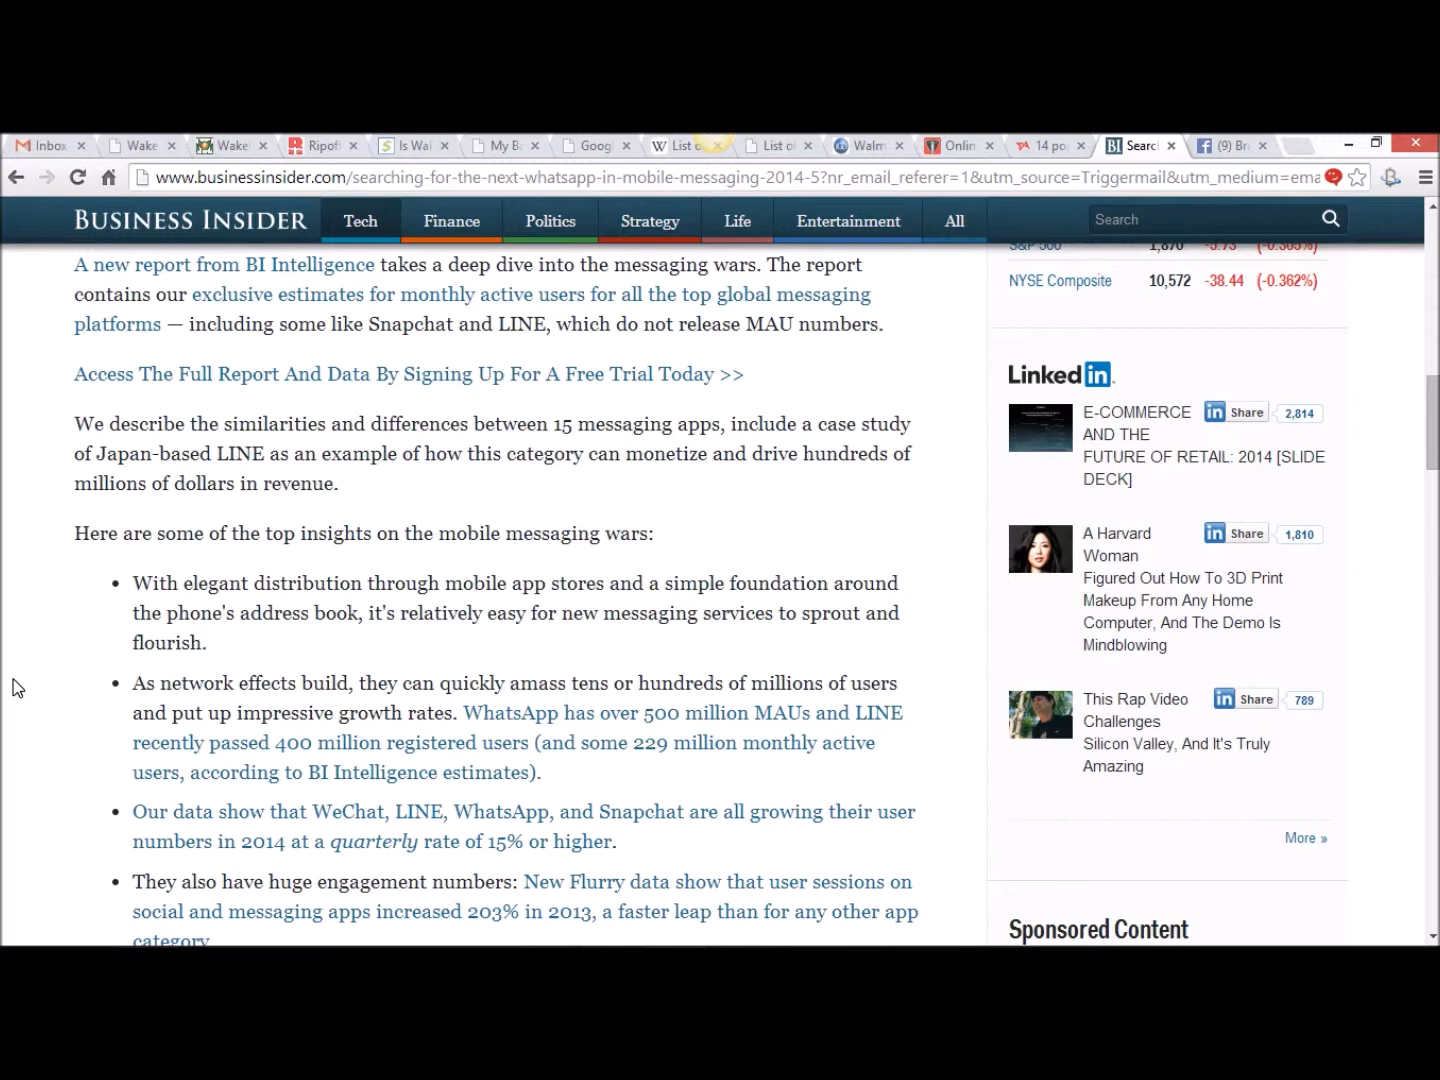 Inbox
Wake
Wake
Ripof
Is Wal
My B
Goog
List o
List o
Walm
Onlin
14 po
Searc
(9) Br
www.businessinsider.com/searching-for-the-next-whatsapp-in-mobile-messaging-2014-5?nr_email_referer=1&utm_source=Triggermail&utm_medium=ema
BUSINESS INSIDER
Tech
Finance
Politics
Strategy
Life
Entertainment
All
Search
A new report from BI Intelligence takes a deep dive into the messaging wars. The report
contains our exclusive estimates for monthly active users for all the top global messaging
platforms — including some like Snapchat and LINE, which do not release MAU numbers.
Access The Full Report And Data By Signing Up For A Free Trial Today >>
We describe the similarities and differences between 15 messaging apps, include a case study
of Japan-based LINE as an example of how this category can monetize and drive hundreds of
millions of dollars in revenue.
Here are some of the top insights on the mobile messaging wars:
• With elegant distribution through mobile app stores and a simple foundation around
the phone's address book, it's relatively easy for new messaging services to sprout and
flourish.
• As network effects build, they can quickly amass tens or hundreds of millions of users
and put up impressive growth rates. WhatsApp has over 500 million MAUs and LINE
recently passed 400 million registered users (and some 229 million monthly active
users, according to BI Intelligence estimates).
• Our data show that WeChat, LINE, WhatsApp, and Snapchat are all growing their user
numbers in 2014 at a quarterly rate of 15% or higher.
• They also have huge engagement numbers: New Flurry data show that user sessions on
social and messaging apps increased 203% in 2013, a faster leap than for any other app
category.
S&P 500 1,870 -5.73 (-0.305%)
NYSE Composite 10,572 -38.44 (-0.362%)
Linked in
E-COMMERCE
AND THE
FUTURE OF RETAIL: 2014 [SLIDE
DECK]
in Share 2,814
A Harvard
Woman
Figured Out How To 3D Print
Makeup From Any Home
Computer, And The Demo Is
Mindblowing
in Share 1,810
This Rap Video
Challenges
Silicon Valley, And It's Truly
Amazing
in Share 789
More »
Sponsored Content